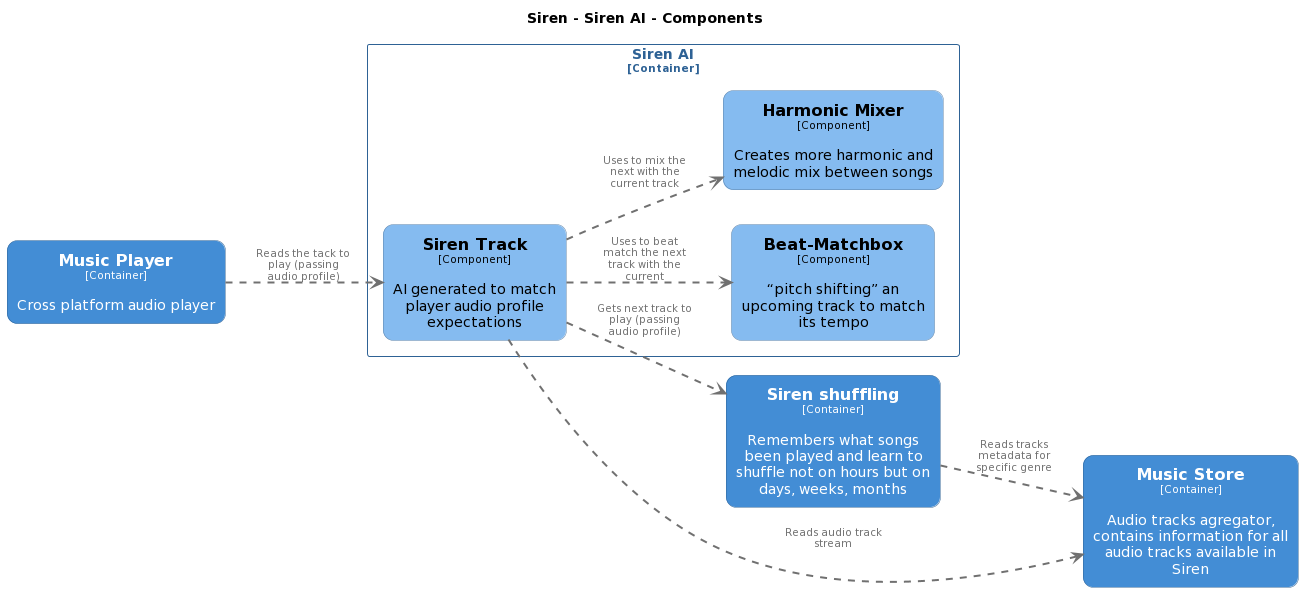 Siren - Siren AI - Components
Siren AI
[Container]
Harmonic Mixer
[Component]
Creates more harmonic and
melodic mix between songs
Uses to mix the
next with the
current track
Music Player
[Container]
Cross platform audio player
Reads the tack to
play (passing
audio profile)
Siren Track
[Component]
AI generated to match
player audio profile
expectations
Uses to beat
match the next
track with the
current
Beat-Matchbox
[Component]
“pitch shifting” an
upcoming track to match
its tempo
Gets next track to
play (passing
audio profile)
Siren shuffling
[Container]
Remembers what songs
been played and learn to
shuffle not on hours but on
days, weeks, months
Reads tracks
metadata for
specific genre
Music Store
[Container]
Audio tracks agregator,
contains information for all
audio tracks available in
Siren
Reads audio track
stream